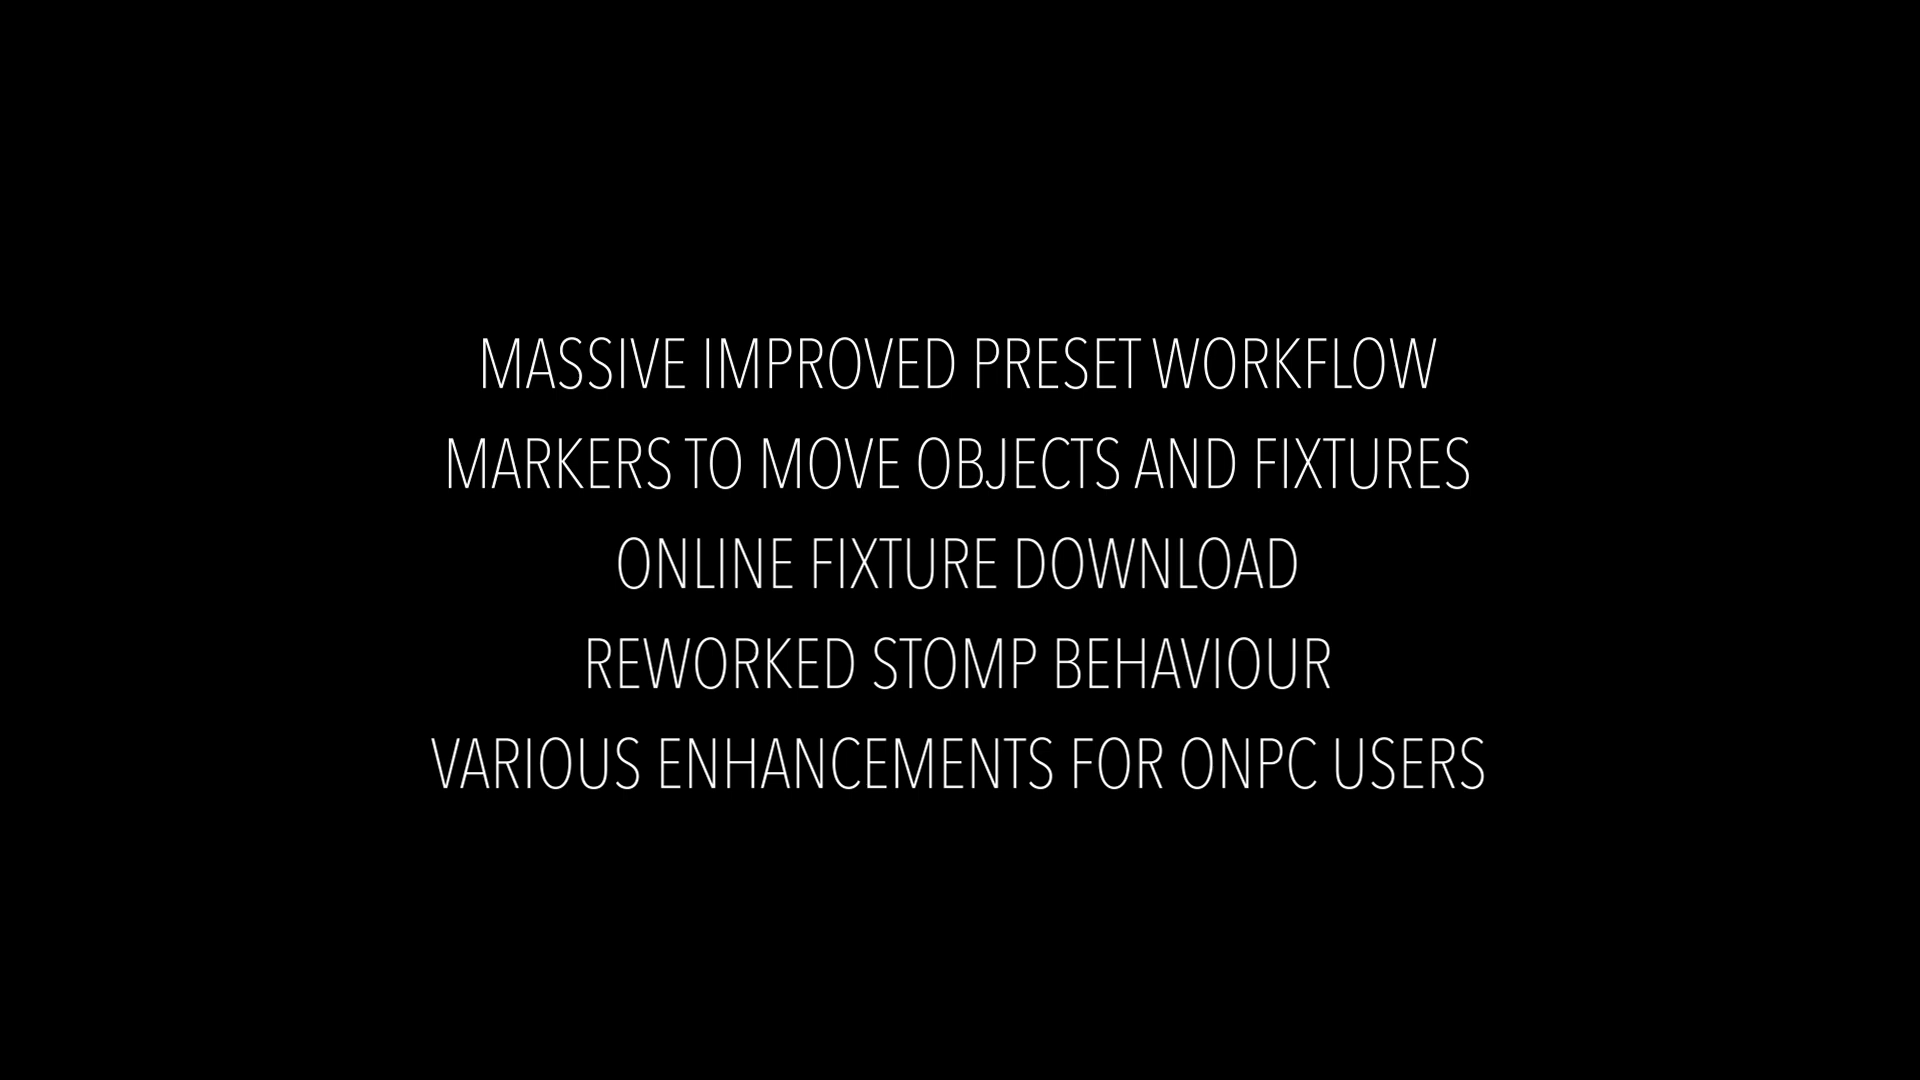 MASSIVE IMPROVED PRESET WORKFLOW
MARKERS TO MOVE OBJECTS AND FIXTURES
ONLINE FIXTURE DOWNLOAD
REWORKED STOMP BEHAVIOUR
VARIOUS ENHANCEMENTS FOR ONPC USERS